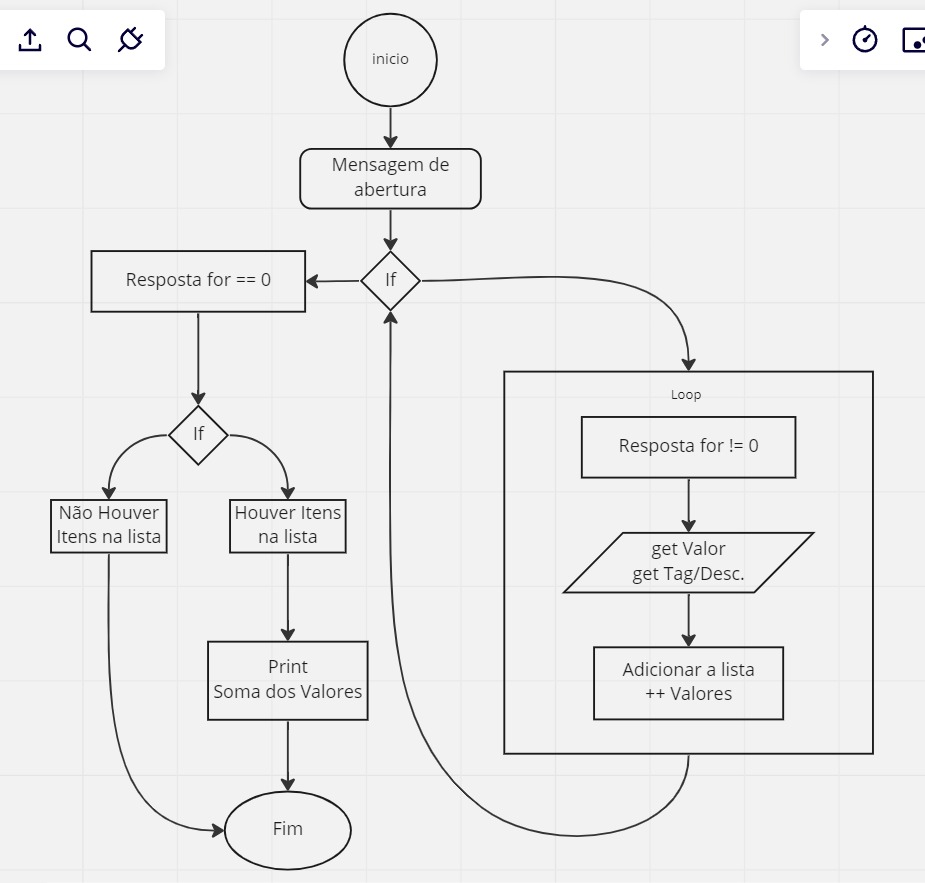 inicio
Mensagem de
abertura
If
Resposta for == 0
If
Não Houver
Itens na lista
Houver Itens
na lista
Print
Soma dos Valores
Fim
Loop
Resposta for != 0
get Valor
get Tag/Desc.
Adicionar a lista
++ Valores